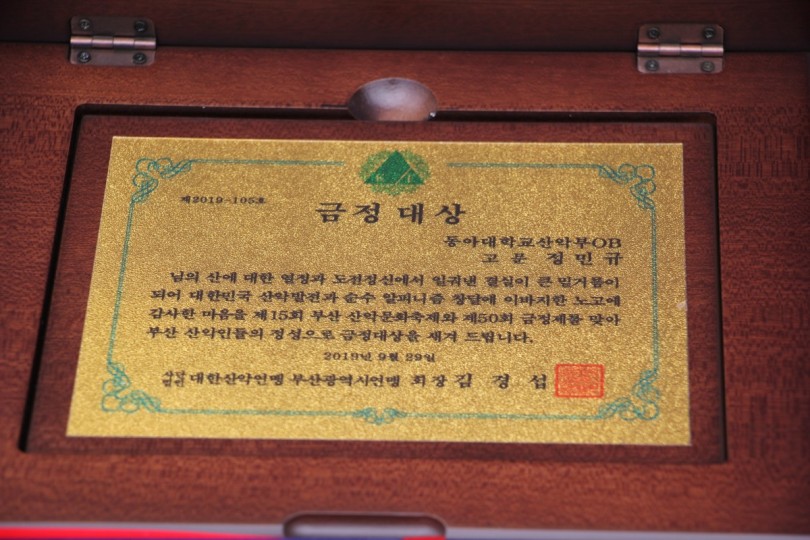 제2019-105호
금정대상
동아대학교산악부OB
고문 정민규
님의 산에 대한 열정과 도전정신에서 일궈낸 결실이 큰 밑거름이
되어 대한민국 산악발전과 순수 알피니즘 창달에 이바지한 노고에
감사한 마음을 제15회 부산 산악문화축제와 제50회 금정제를 맞아
부산 산악인들의 정성으로 금정대상을 새겨 드립니다.
2019년 9월 29일
사단법인 대한산악연맹 부산광역시연맹 회장 김 경 섭